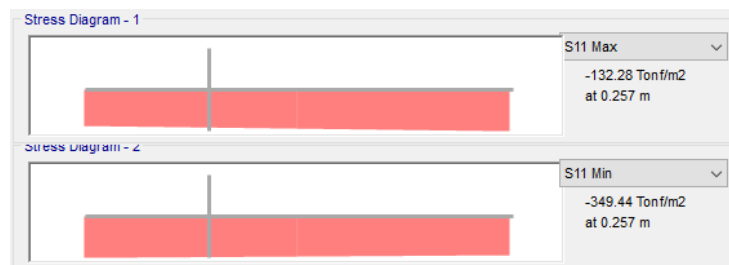 Stress Diagram - 1
S11 Max
-132.28 Tonf/m2
at 0.257 m
Stress Diagram - 2
S11 Min
-349.44 Tonf/m2
at 0.257 m